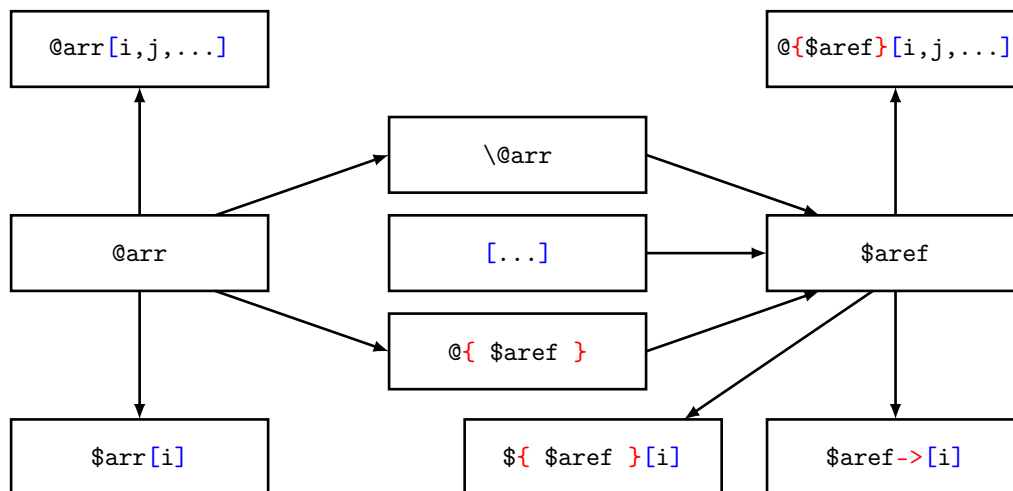 @arr[i,j,...]
@{$aref}[i,j,...]
\@arr
@arr
[...]
$aref
@{ $aref }
$arr[i]
${ $aref }[i]
$aref->[i]